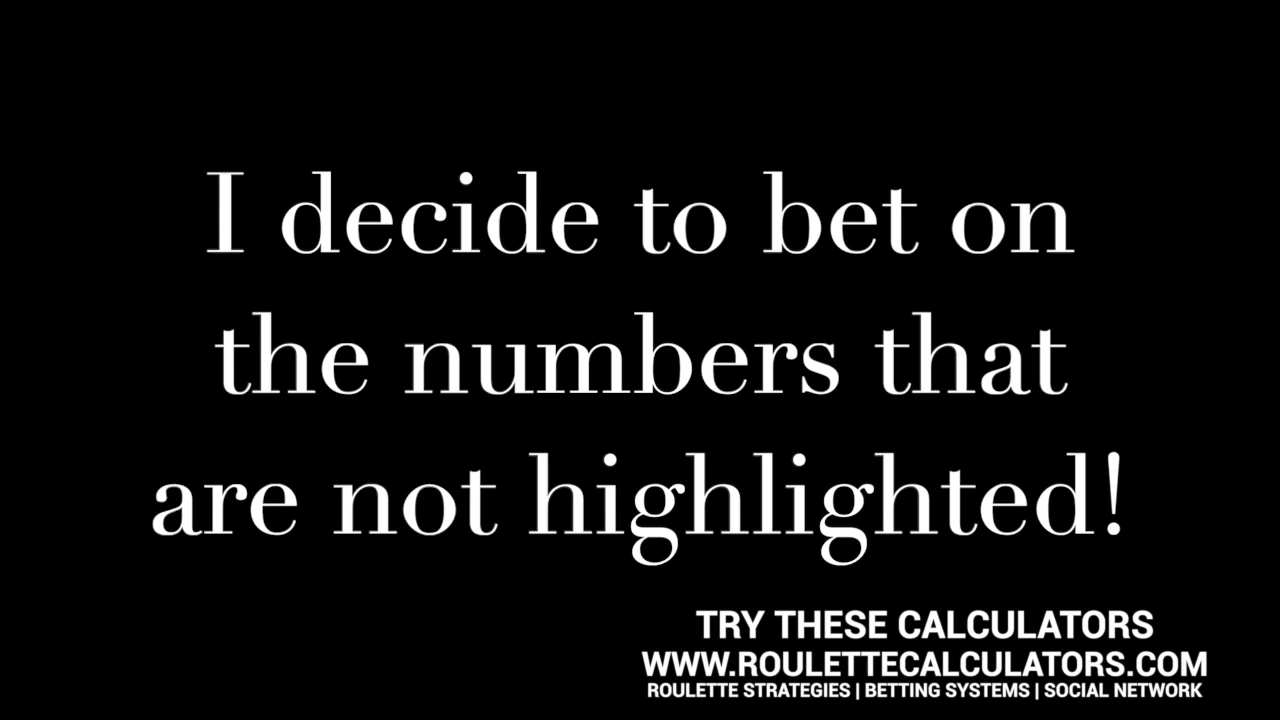 I decide to bet on
the numbers that
are not highlighted!
TRY THESE CALCULATORS
WWW.ROULETTECALCULATORS.COM
ROULETTE STRATEGIES | BETTING SYSTEMS | SOCIAL NETWORK